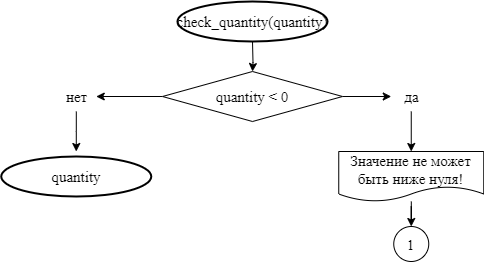 check_quantity(quantity)
quantity < 0
нет
да
quantity
Значение не может
быть ниже нуля!
1